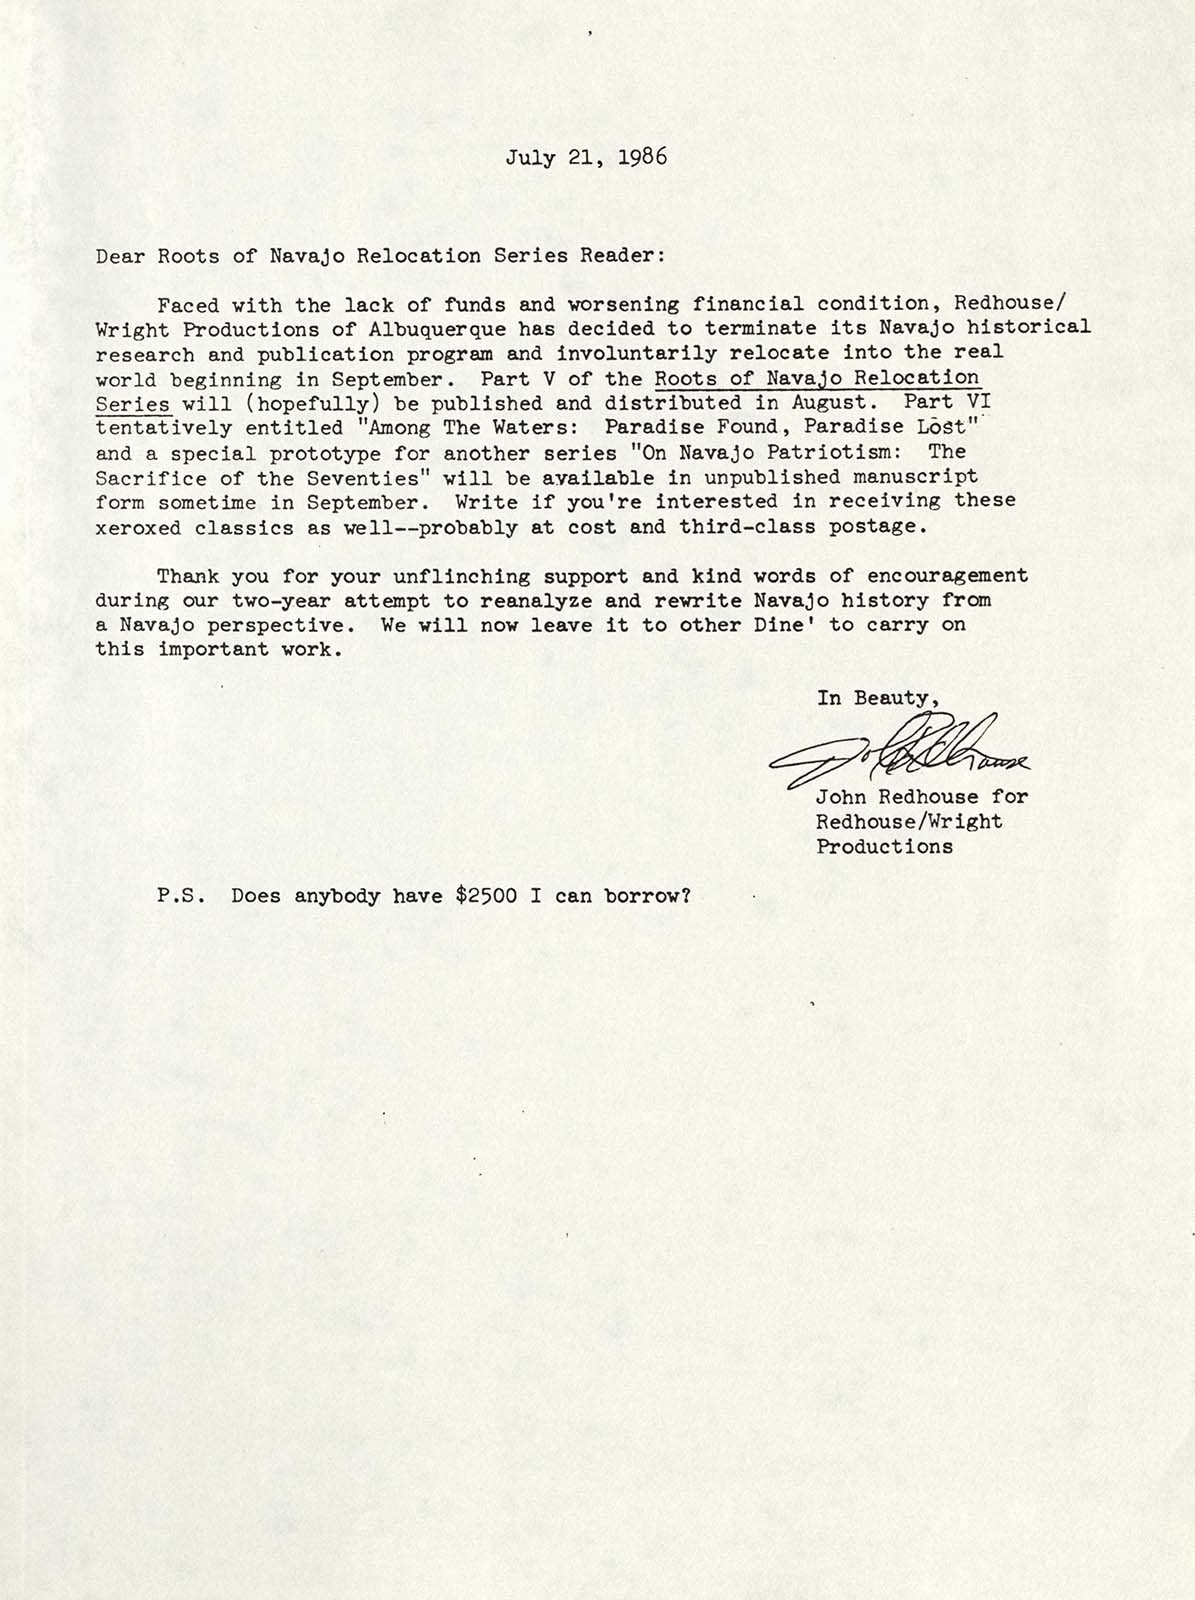 July 21, 1986
Dear Roots of Navajo Relocation Series Reader:
Faced with the lack of funds and worsening financial condition, Redhouse/
Wright Productions of Albuquerque has decided to terminate its Navajo historical
research and publication program and involuntarily relocate into the real
world beginning in September.  Part V of the Roots of Navajo Relocation
Series will (hopefully) be published and distributed in August.  Part VI
tentatively entitled "Among The Waters:  Paradise Found, Paradise Lost"
and a special prototype for another series "On Navajo Patriotism:  The
Sacrifice of the Seventies" will be available in unpublished manuscript
form sometime in September.  Write if you're interested in receiving these
xeroxed classics as well--probably at cost and third-class postage.
Thank you for your unflinching support and kind words of encouragement
during our two-year attempt to reanalyze and rewrite Navajo history from
a Navajo perspective.  We will now leave it to other Dine' to carry on
this important work.
In Beauty,
John Redhouse
John Redhouse for
Redhouse/Wright
Productions
P.S.  Does anybody have $2500 I can borrow?